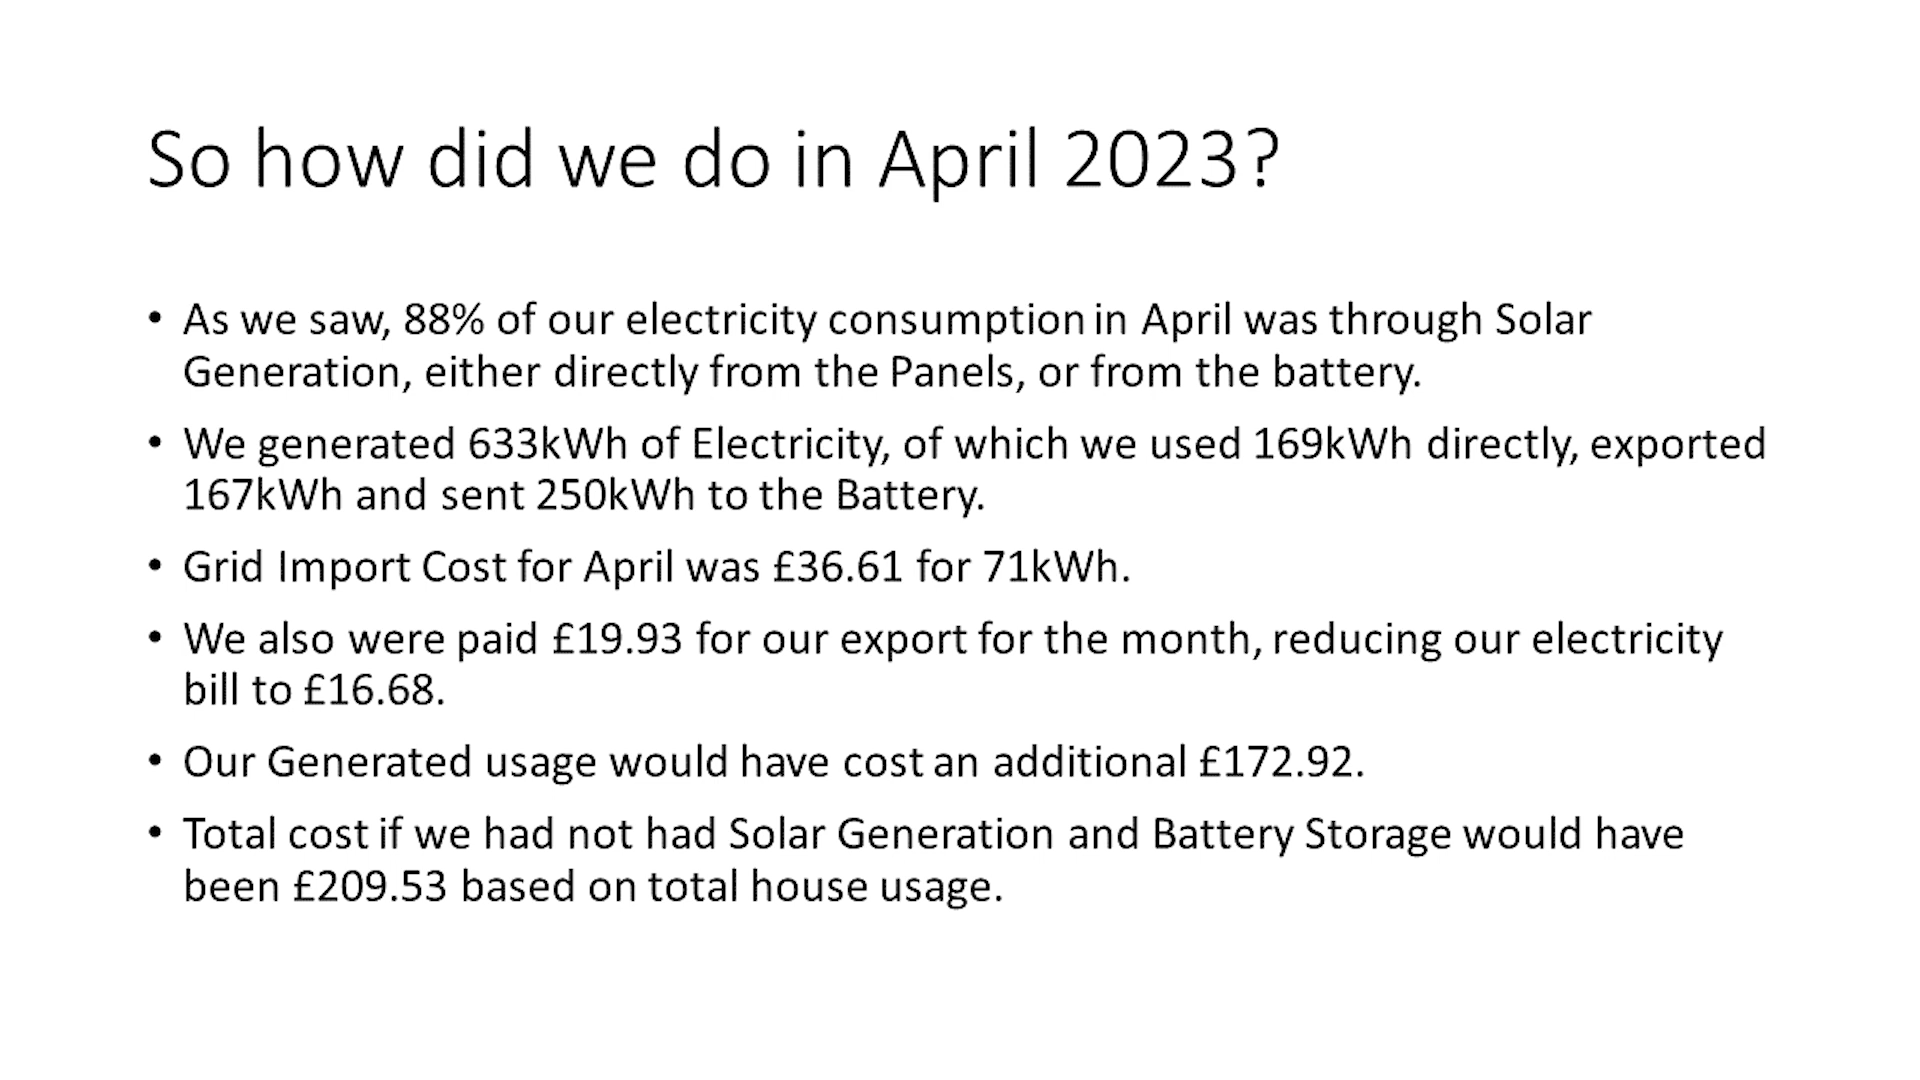 So how did we do in April 2023?
• As we saw, 88% of our electricity consumption in April was through Solar
Generation, either directly from the Panels, or from the battery.
• We generated 633kWh of Electricity, of which we used 169kWh directly, exported
167kWh and sent 250kWh to the Battery.
• Grid Import Cost for April was £36.61 for 71kWh.
• We also were paid £19.93 for our export for the month, reducing our electricity
bill to £16.68.
• Our Generated usage would have cost an additional £172.92.
• Total cost if we had not had Solar Generation and Battery Storage would have
been £209.53 based on total house usage.